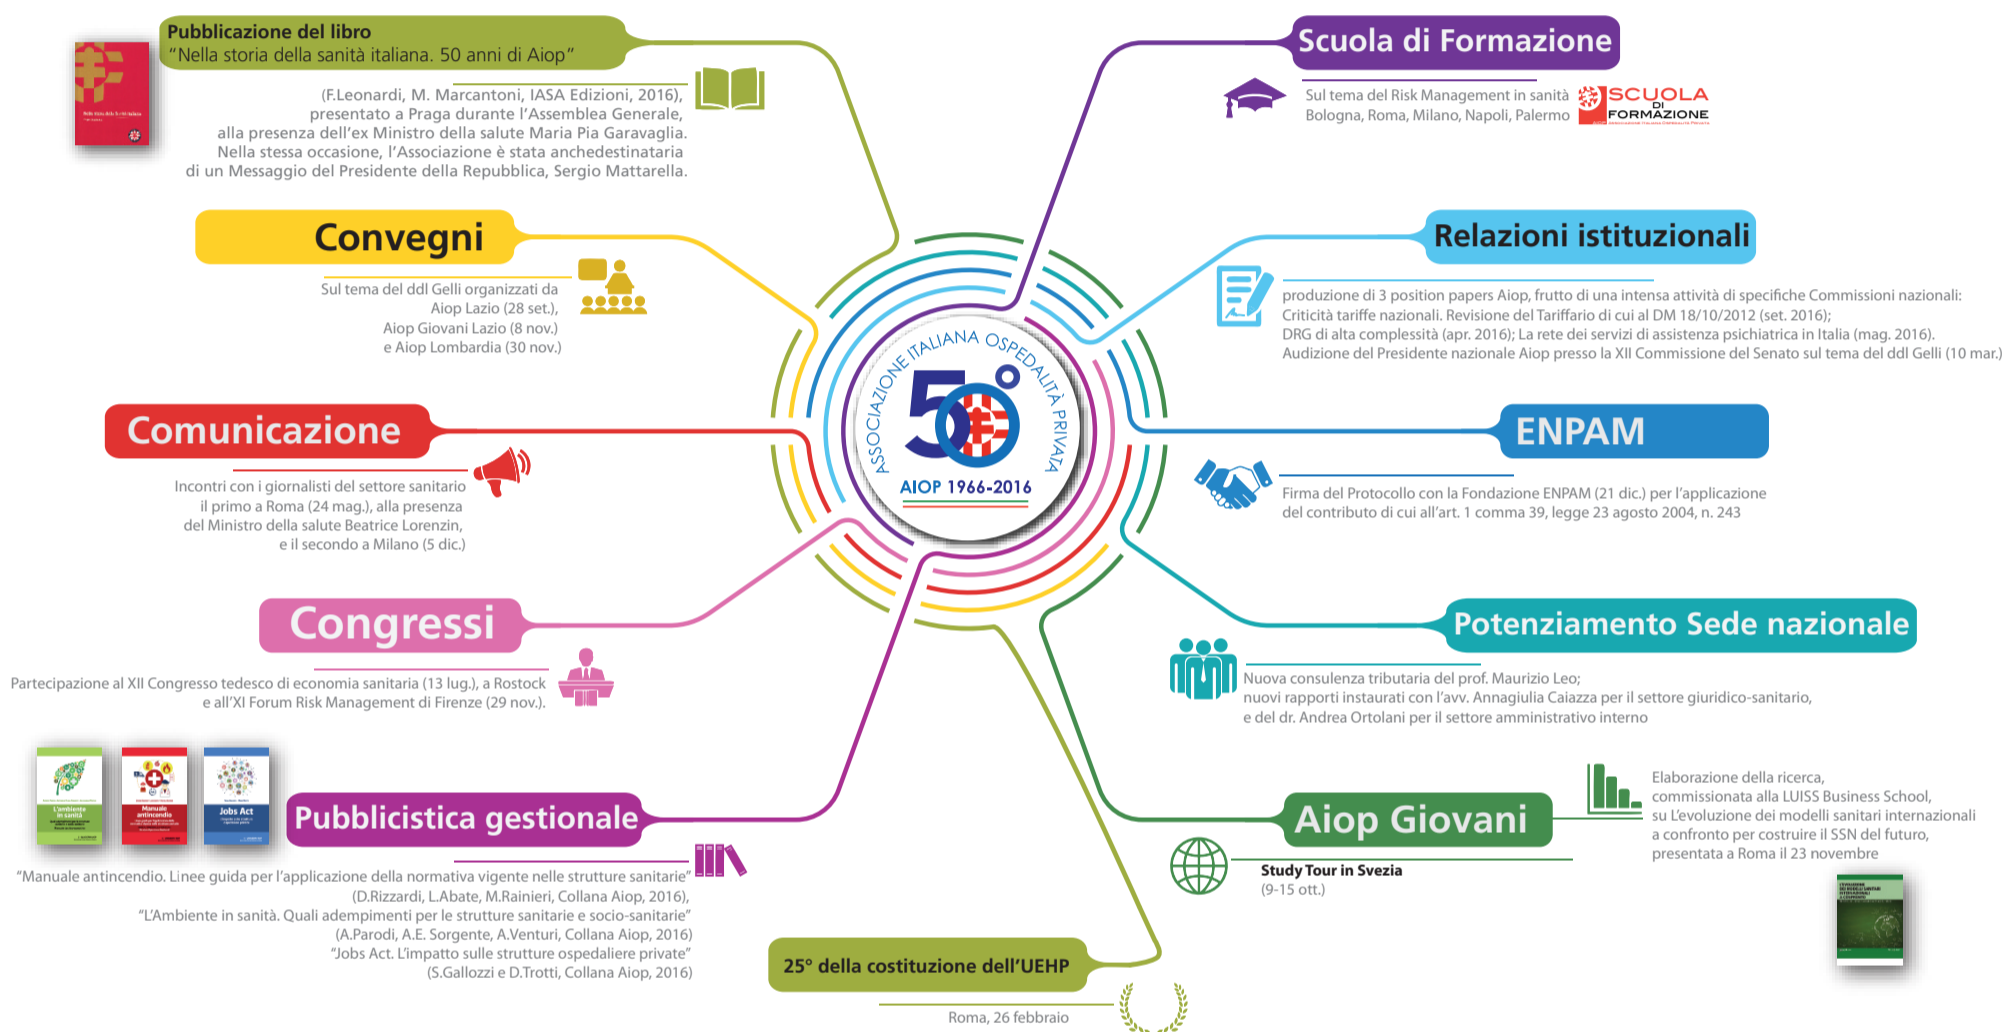 Pubblicazione del libro
“Nella storia della sanità italiana. 50 anni di Aiop”
(F.Leonardi, M. Marcantoni, IASA Edizioni, 2016),
presentato a Praga durante l’Assemblea Generale,
alla presenza dell’ex Ministro della salute Maria Pia Garavaglia.
Nella stessa occasione, l’Associazione è stata anchedestinataria
di un Messaggio del Presidente della Repubblica, Sergio Mattarella.
Convegni
Sul tema del ddl Gelli organizzati da
Aiop Lazio (28 set.),
Aiop Giovani Lazio (8 nov.)
e Aiop Lombardia (30 nov.)
Comunicazione
Incontri con i giornalisti del settore sanitario
il primo a Roma (24 mag.), alla presenza
del Ministro della salute Beatrice Lorenzin,
e il secondo a Milano (5 dic.)
Congressi
Partecipazione al XII Congresso tedesco di economia sanitaria (13 lug.), a Rostock
e all’XI Forum Risk Management di Firenze (29 nov.).
L'ambiente
in sanità
Manuale
antincendio
Jobs Act
Pubblicistica gestionale
“Manuale antincendio. Linee guida per l’applicazione della normativa vigente nelle strutture sanitarie”
(D.Rizzardi, L.Abate, M.Rainieri, Collana Aiop, 2016),
“L’Ambiente in sanità. Quali adempimenti per le strutture sanitarie e socio-sanitarie”
(A.Parodi, A.E. Sorgente, A.Venturi, Collana Aiop, 2016)
“Jobs Act. L’impatto sulle strutture ospedaliere private”
(S.Gallozzi e D.Trotti, Collana Aiop, 2016)
ASSOCIAZIONE ITALIANA OSPEDALITÀ PRIVATA
50°
AIOP 1966-2016
Scuola di Formazione
Sul tema del Risk Management in sanità
Bologna, Roma, Milano, Napoli, Palermo
SCUOLA
DI
FORMAZIONE
Relazioni istituzionali
produzione di 3 position papers Aiop, frutto di una intensa attività di specifiche Commissioni nazionali:
Criticità tariffe nazionali. Revisione del Tariffario di cui al DM 18/10/2012 (set. 2016);
DRG di alta complessità (apr. 2016); La rete dei servizi di assistenza psichiatrica in Italia (mag. 2016).
Audizione del Presidente nazionale Aiop presso la XII Commissione del Senato sul tema del ddl Gelli (10 mar.)
ENPAM
Firma del Protocollo con la Fondazione ENPAM (21 dic.) per l’applicazione
del contributo di cui all’art. 1 comma 39, legge 23 agosto 2004, n. 243
Potenziamento Sede nazionale
Nuova consulenza tributaria del prof. Maurizio Leo;
nuovi rapporti instaurati con l’avv. Annagiulia Caiazza per il settore giuridico-sanitario,
e del dr. Andrea Ortolani per il settore amministrativo interno
Aiop Giovani
Study Tour in Svezia
(9-15 ott.)
Elaborazione della ricerca,
commissionata alla LUISS Business School,
su L’evoluzione dei modelli sanitari internazionali
a confronto per costruire il SSN del futuro,
presentata a Roma il 23 novembre
25° della costituzione dell’UEHP
Roma, 26 febbraio